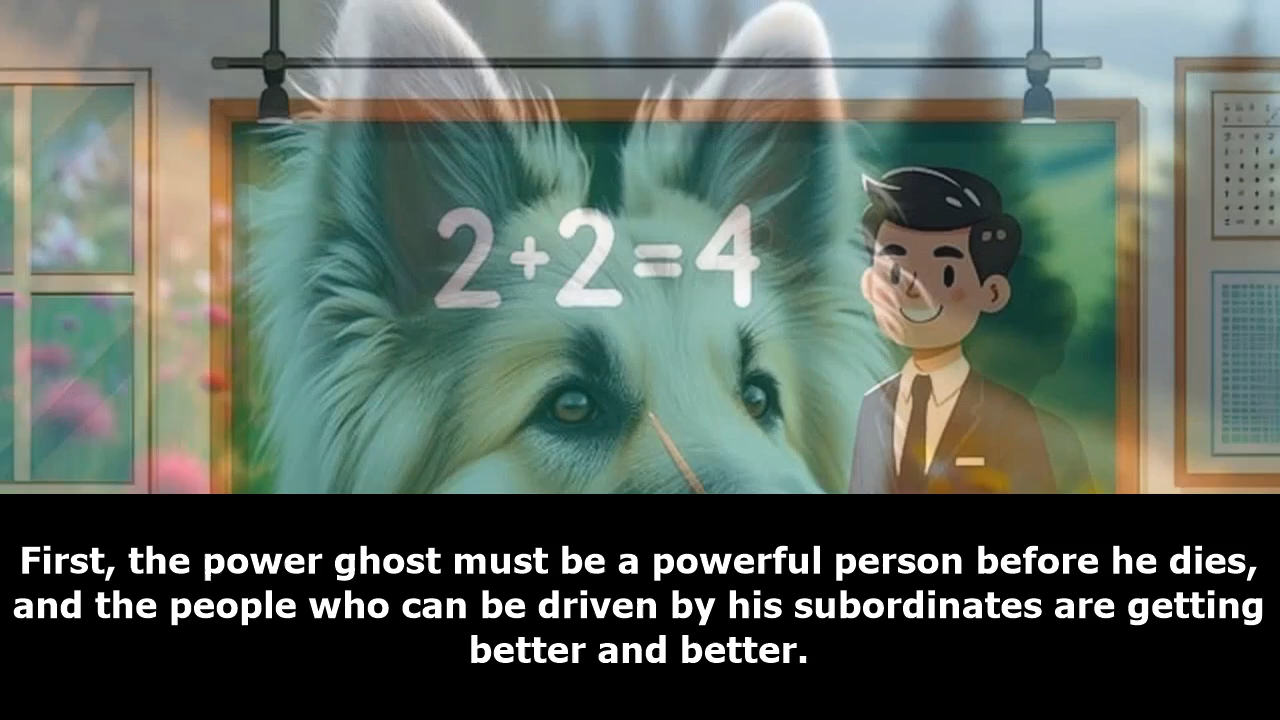 2+2=4
First, the power ghost must be a powerful person before he dies,
and the people who can be driven by his subordinates are getting
better and better.